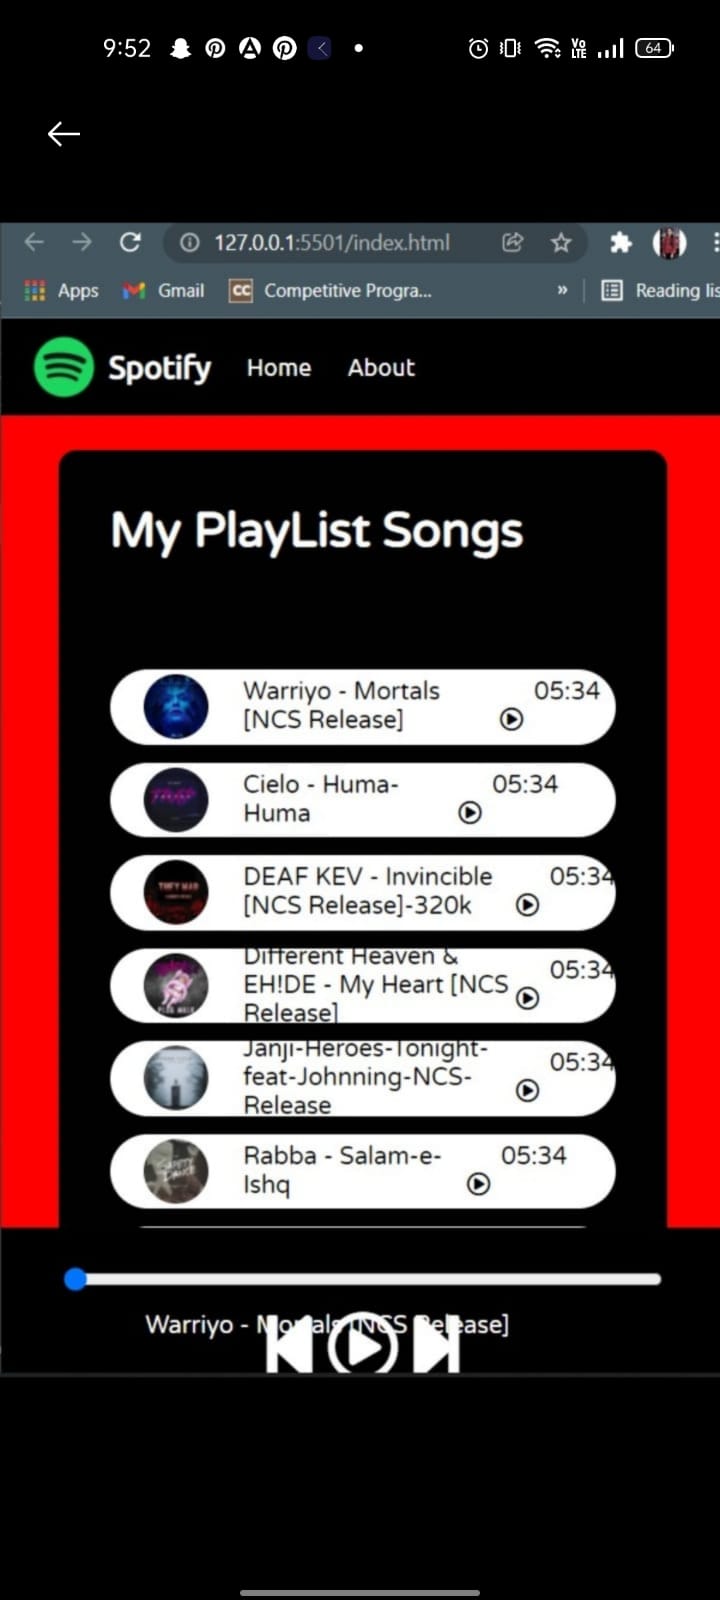 9:52
VO LTE
64
127.0.0.1:5501/index.html
Apps
Gmail
CC
Competitive Progra...
»
Reading lis
Spotify
Home
About
My PlayList Songs
Warriyo - Mortals
[NCS Release]
05:34
Cielo - Huma-
Huma
05:34
DEAF KEV - Invincible
[NCS Release]-320k
05:34
Different Heaven &
EH!DE - My Heart [NCS
Release]
05:34
Janji-Heroes-Tonight-
feat-Johnning-NCS-
Release
05:34
Rabba - Salam-e-
Ishq
05:34
Warriyo - Mortals [NCS Release]